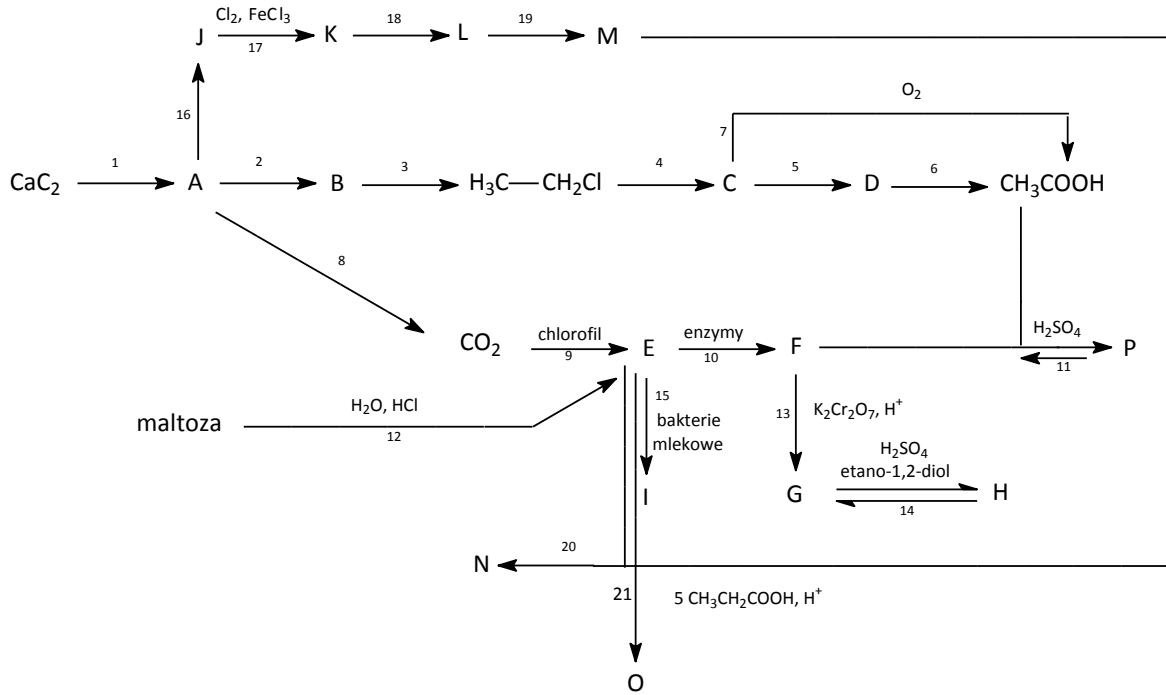 Cl₂, FeCl₃
J 17 K 18 L 19 M
16
O₂
7
CaC₂ 1 A 2 B 3 H₃C—CH₂Cl 4 C 5 D 6 CH₃COOH
8
CO₂ chlorofil 9 E enzymy 10 F H₂SO₄ 11 P
maltoza H₂O, HCl 12
15 bakterie
mlekowe
13 K₂Cr₂O₇, H⁺
I
H₂SO₄
etano-1,2-diol
G 14 H
N 20
21 5 CH₃CH₂COOH, H⁺
O